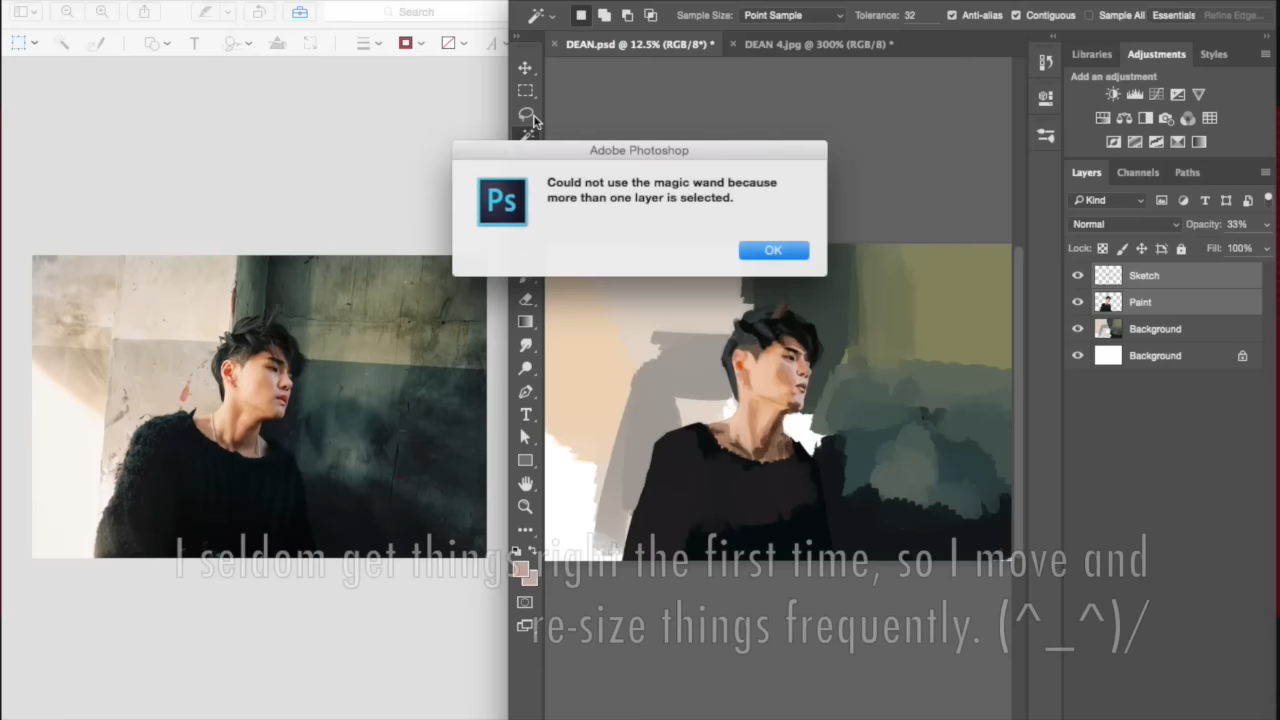 Search
Sample Size: Point Sample Tolerance: 32 Anti-alias Contiguous Sample All Essentials Refine Edge...
T
A
× DEAN.psd @ 12.5% (RGB/8*) * × DEAN 4.jpg @ 300% (RGB/8) *
Libraries Adjustments Styles
Add an adjustment
Adobe Photoshop
Ps
Could not use the magic wand because
more than one layer is selected.
OK
T
Layers Channels Paths
Kind T
Normal Opacity: 33%
Lock: Fill: 100%
Sketch
Paint
Background
Background
I seldom get things right the first time, so I move and
re-size things frequently. (^_^)/